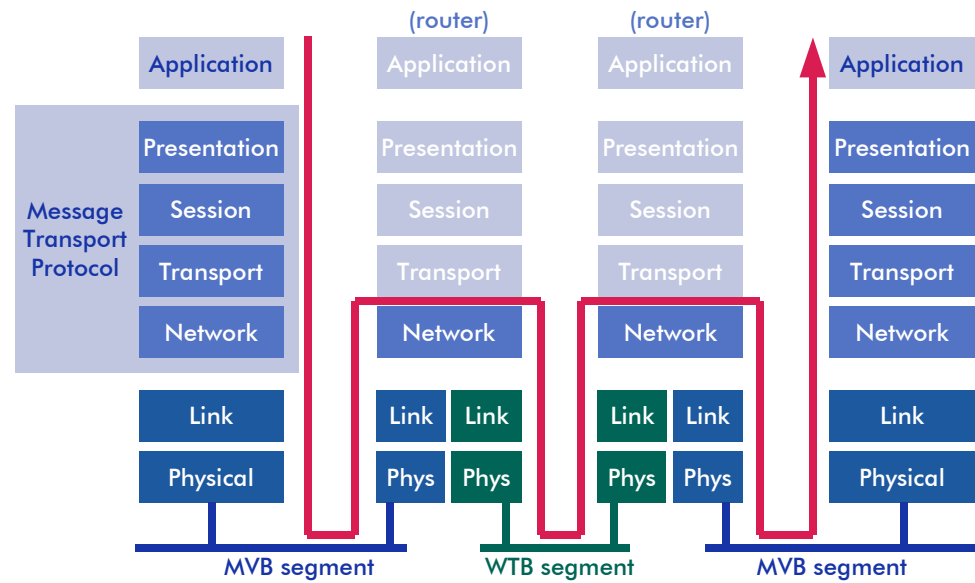 (router) (router)
Application Application Application Application
Presentation Presentation Presentation Presentation
Message
Transport
Protocol
Session Session Session Session
Transport Transport Transport Transport
Network Network Network Network
Link Link Link Link Link Link
Physical Phys Phys Phys Phys Physical
MVB segment WTB segment MVB segment